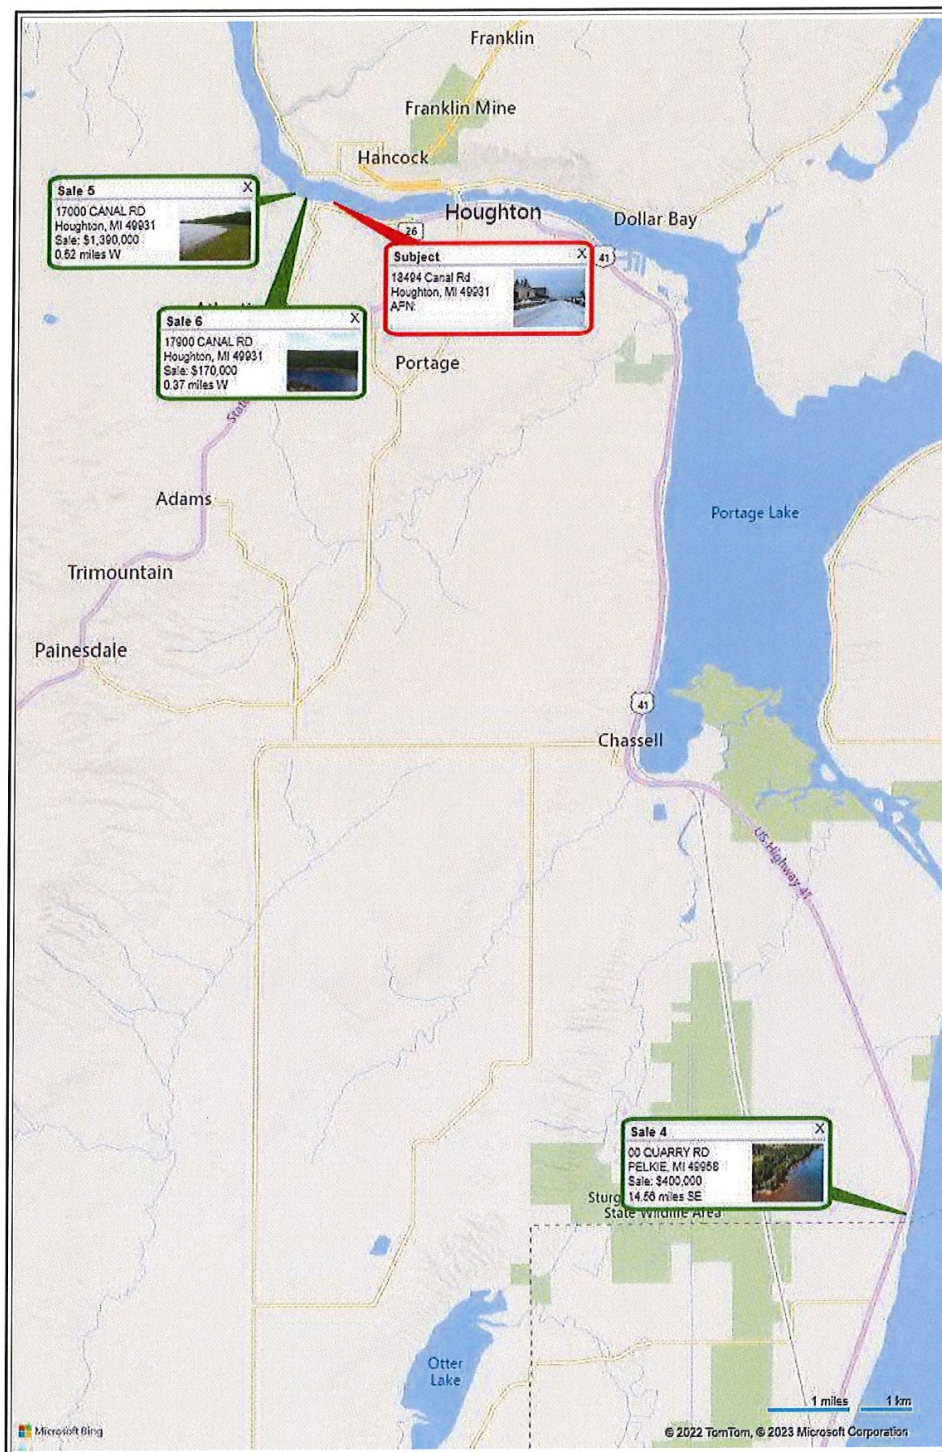 Franklin
Franklin Mine
Hancock
Sale 5 X
17000 CANAL RD
Houghton, MI 49931
Sale: $1,390,000
0.52 miles W
Houghton
Dollar Bay
26
41
Subject X
18494 Canal Rd
Houghton, MI 49931
APN:
Sale 6 X
17900 CANAL RD
Houghton, MI 49931
Sale: $170,000
0.37 miles W
Portage
State
Adams
Portage Lake
Trimountain
Painesdale
41
Chassell
US Highway 41
Sale 4 X
00 QUARRY RD
PELKIE, MI 49958
Sale: $400,000
14.56 miles SE
Sturg
State Wildlife Area
Otter
Lake
1 miles 1 km
Microsoft Bing
© 2022 TomTom, © 2023 Microsoft Corporation